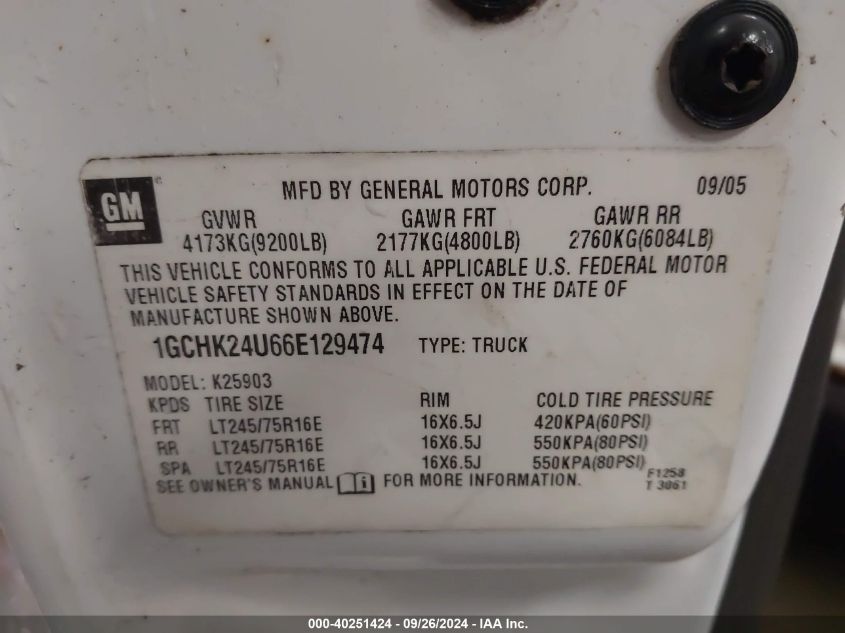 GM
MFD BY GENERAL MOTORS CORP. 09/05
GVWR GAWR FRT GAWR RR
4173KG(9200LB) 2177KG(4800LB) 2760KG(6084LB)
THIS VEHICLE CONFORMS TO ALL APPLICABLE U.S. FEDERAL MOTOR
VEHICLE SAFETY STANDARDS IN EFFECT ON THE DATE OF
MANUFACTURE SHOWN ABOVE.
1GCHK24U66E129474 TYPE: TRUCK
MODEL: K25903
KPDS TIRE SIZE RIM COLD TIRE PRESSURE
FRT LT245/75R16E 16X6.5J 420KPA(60PSI)
RR LT245/75R16E 16X6.5J 550KPA(80PSI)
SPA LT245/75R16E 16X6.5J 550KPA(80PSI)
SEE OWNER'S MANUAL i FOR MORE INFORMATION.
F1258
T 3061
000-40251424 - 09/26/2024 - IAA Inc.